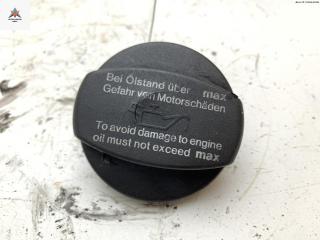 Bei Ölstand über max
Gefahr von Motorschäden
To avoid damage to engine
oil must not exceed max